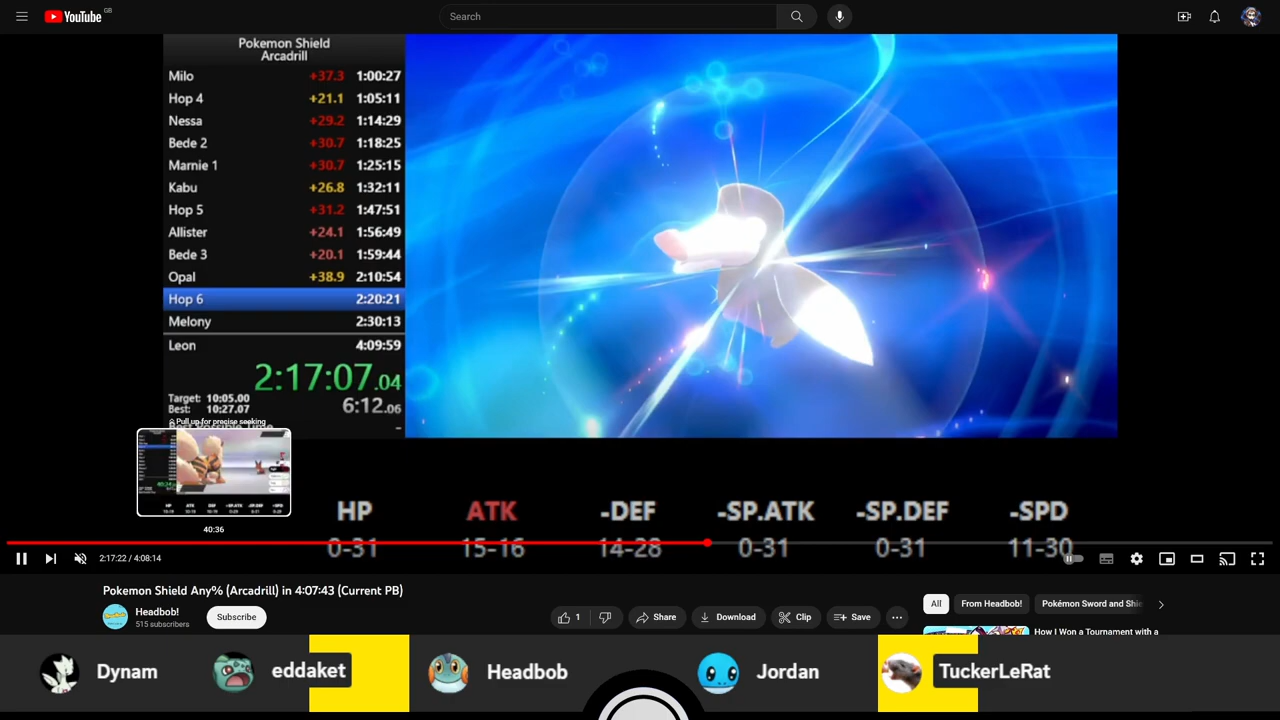 YouTube GB
Search
Pokemon Shield
Arcadrill
Milo +37.3 1:00:27
Hop 4 +21.1 1:05:11
Nessa +29.2 1:14:29
Bede 2 +30.7 1:18:25
Marnie 1 +30.7 1:25:15
Kabu +26.8 1:32:11
Hop 5 +31.2 1:47:51
Allister +24.1 1:56:49
Bede 3 +20.1 1:59:44
Opal +38.9 2:10:54
Hop 6 2:20:21
Melony 2:30:13
Leon 4:09:59
2:17:07.04
Target: 10:05.00
Best: 10:27.07
6:12.06
Pull up for precise seeking
40:36
HP ATK -DEF -SP.ATK -SP.DEF -SPD
0-31 15-16 14-28 0-31 0-31 11-30
2:17:22 / 4:08:14
Pokemon Shield Any% (Arcadrill) in 4:07:43 (Current PB)
Headbob!
515 subscribers
Subscribe
1
Share
Download
Clip
Save
All
From Headbob!
Pokémon Sword and Shie
How I Won a Tournament with a
Dynam
eddaket
Headbob
Jordan
TuckerLeRat